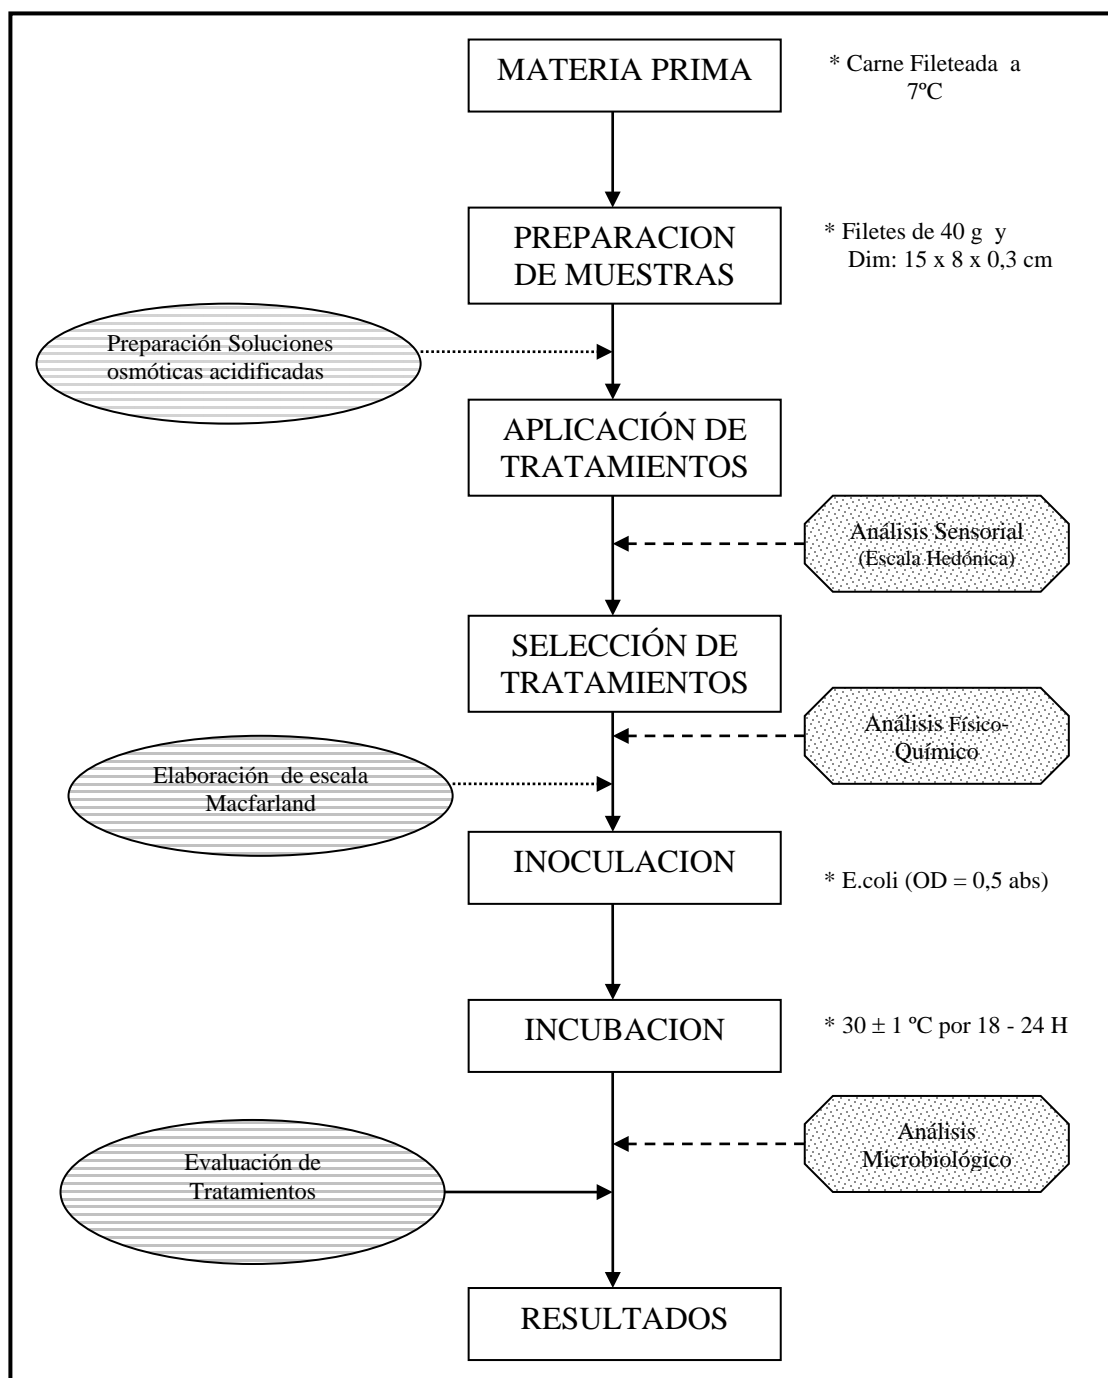 MATERIA PRIMA
* Carne Fileteada a
7ºC
PREPARACION
DE MUESTRAS
* Filetes de 40 g y
Dim: 15 x 8 x 0,3 cm
Preparación Soluciones
osmóticas acidificadas
APLICACIÓN DE
TRATAMIENTOS
Análisis Sensorial
(Escala Hedónica)
SELECCIÓN DE
TRATAMIENTOS
Análisis Físico-
Químico
Elaboración de escala
Macfarland
INOCULACION
* E.coli (OD = 0,5 abs)
INCUBACION
* 30 ± 1 ºC por 18 - 24 H
Análisis
Microbiológico
Evaluación de
Tratamientos
RESULTADOS